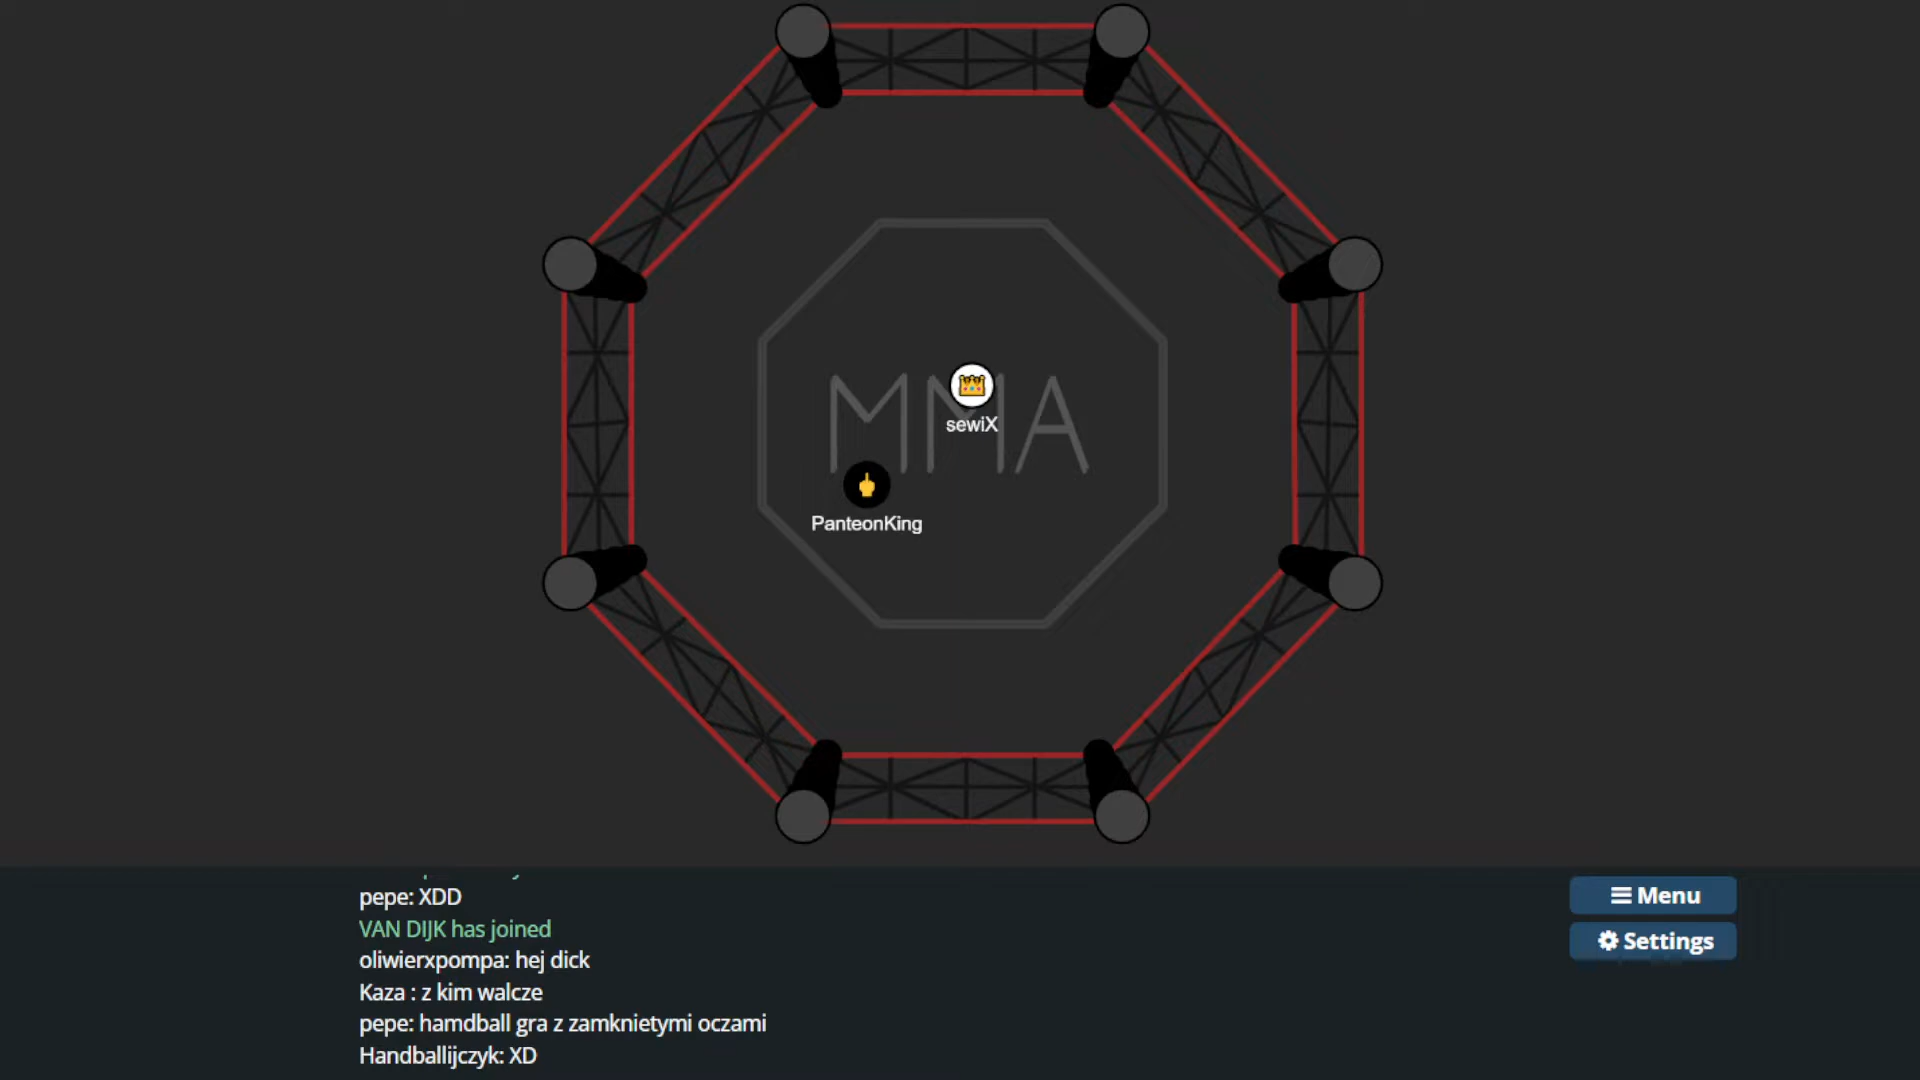 MMA
sewiX
PanteonKing
pepe: XDD
VAN DIJK has joined
oliwierxpompa: hej dick
Kaza : z kim walcze
pepe: hamdball gra z zamknietymi oczami
Handballijczyk: XD
Menu
Settings